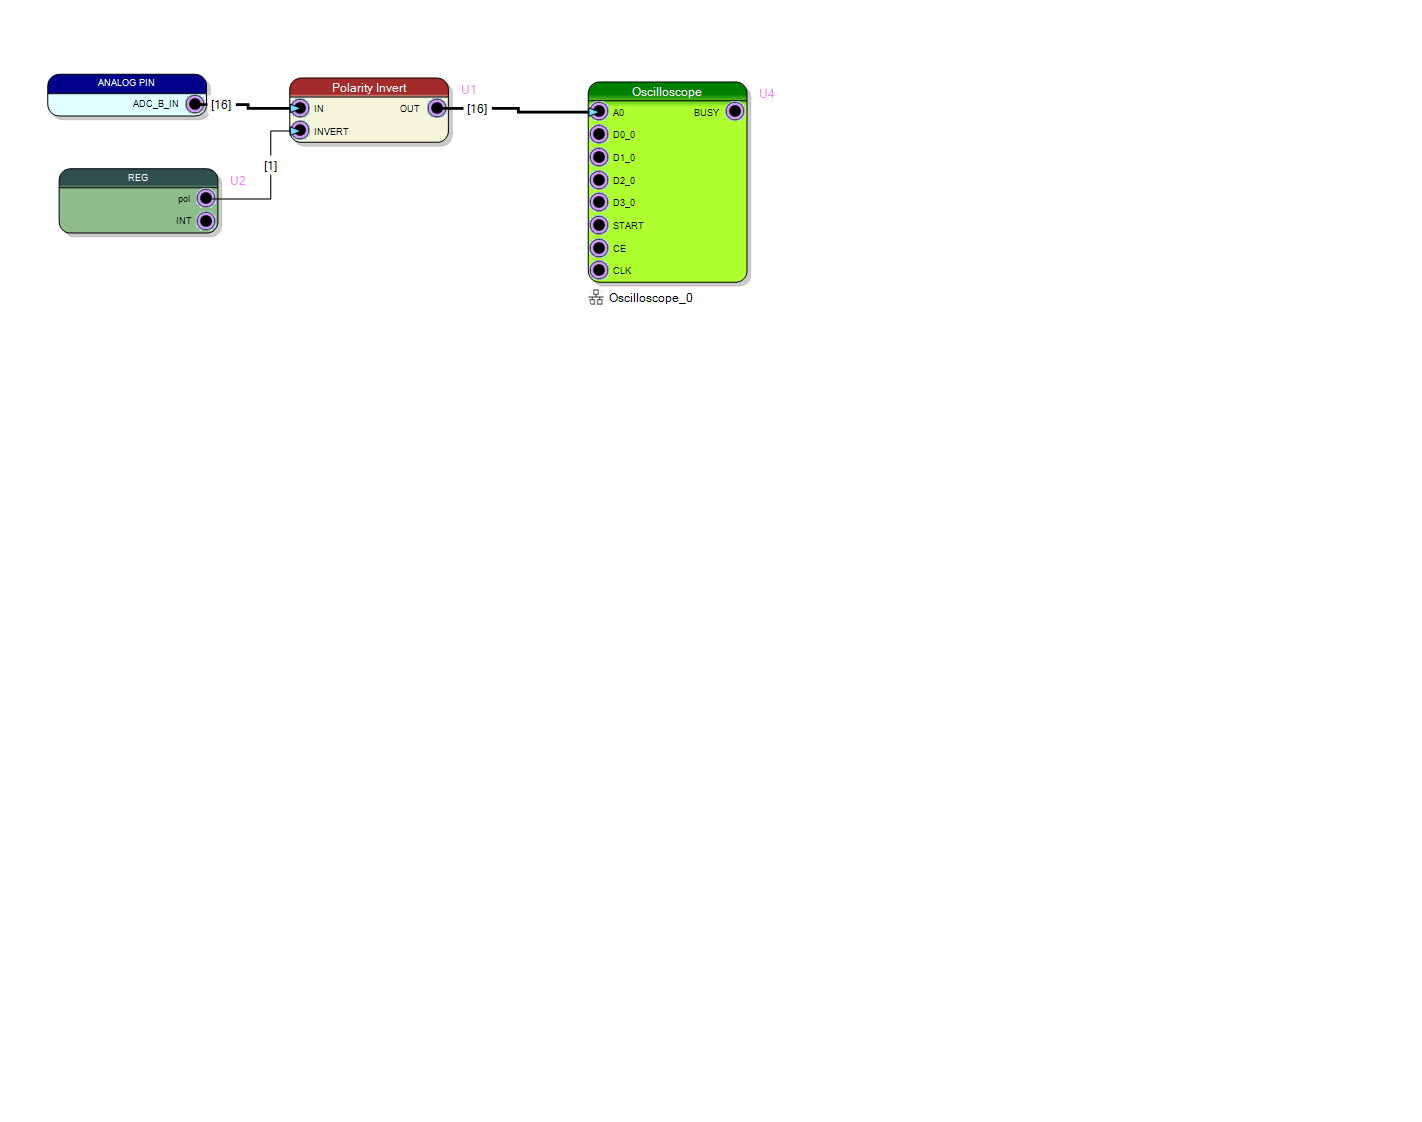 ANALOG PIN
ADC_B_IN
[16]
Polarity Invert
U1
IN
OUT
INVERT
[16]
[1]
REG
U2
pol
INT
Oscilloscope
U4
A0
BUSY
D0_0
D1_0
D2_0
D3_0
START
CE
CLK
Oscilloscope_0